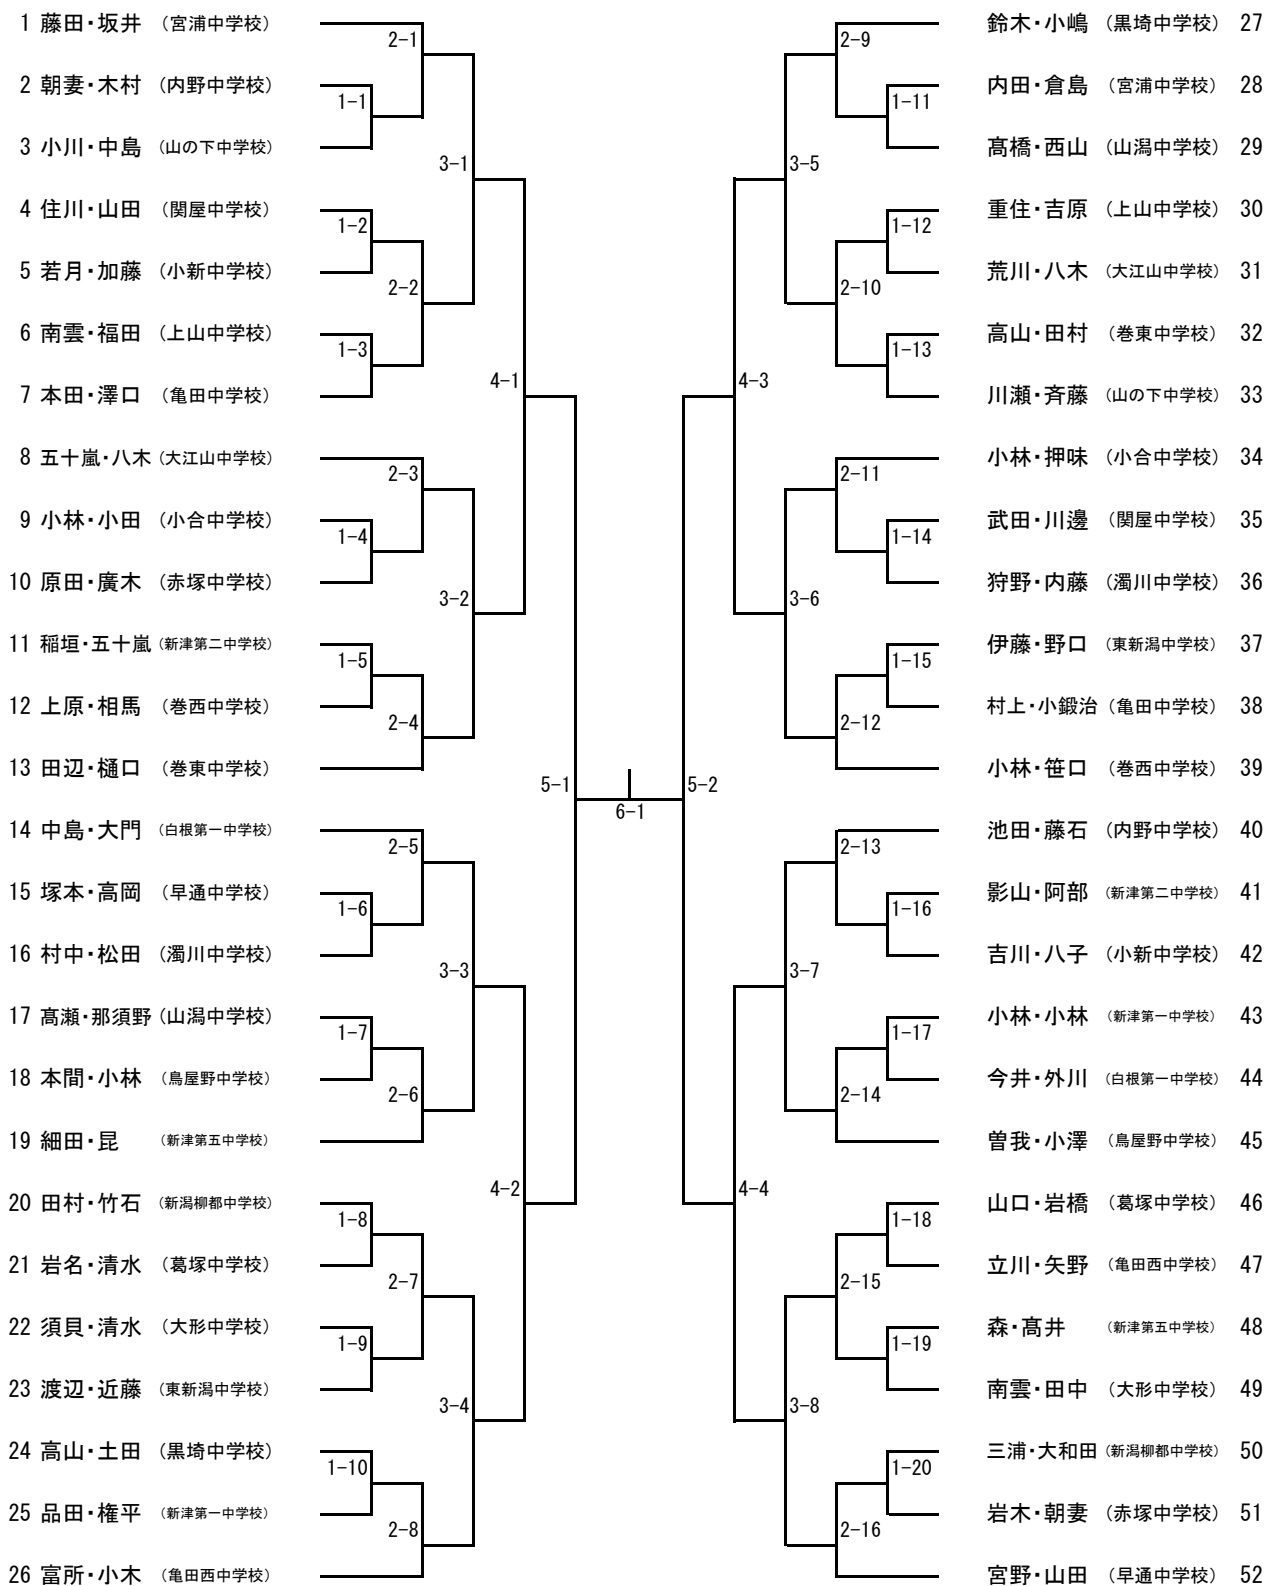 1 藤田・坂井 （宮浦中学校）
2 朝妻・木村 （内野中学校）
3 小川・中島 （山の下中学校）
4 住川・山田 （関屋中学校）
5 若月・加藤 （小新中学校）
6 南雲・福田 （上山中学校）
7 本田・澤口 （亀田中学校）
8 五十嵐・八木 （大江山中学校）
9 小林・小田 （小合中学校）
10 原田・廣木 （赤塚中学校）
11 稲垣・五十嵐 （新津第二中学校）
12 上原・相馬 （巻西中学校）
13 田辺・樋口 （巻東中学校）
14 中島・大門 （白根第一中学校）
15 塚本・高岡 （早通中学校）
16 村中・松田 （濁川中学校）
17 髙瀬・那須野 （山潟中学校）
18 本間・小林 （鳥屋野中学校）
19 細田・昆 （新津第五中学校）
20 田村・竹石 （新潟柳都中学校）
21 岩名・清水 （葛塚中学校）
22 須貝・清水 （大形中学校）
23 渡辺・近藤 （東新潟中学校）
24 高山・土田 （黒埼中学校）
25 品田・権平 （新津第一中学校）
26 富所・小木 （亀田西中学校）
1-1
1-2
1-3
1-4
1-5
1-6
1-7
1-8
1-9
1-10
2-1
2-2
2-3
2-4
2-5
2-6
2-7
2-8
3-1
3-2
3-3
3-4
4-1
4-2
5-1
6-1
5-2
4-3
4-4
3-5
3-6
3-7
3-8
2-9
2-10
2-11
2-12
2-13
2-14
2-15
2-16
1-11
1-12
1-13
1-14
1-15
1-16
1-17
1-18
1-19
1-20
鈴木・小嶋 （黒埼中学校） 27
内田・倉島 （宮浦中学校） 28
髙橋・西山 （山潟中学校） 29
重住・吉原 （上山中学校） 30
荒川・八木 （大江山中学校） 31
高山・田村 （巻東中学校） 32
川瀬・斉藤 （山の下中学校） 33
小林・押味 （小合中学校） 34
武田・川邊 （関屋中学校） 35
狩野・内藤 （濁川中学校） 36
伊藤・野口 （東新潟中学校） 37
村上・小鍛治 （亀田中学校） 38
小林・笹口 （巻西中学校） 39
池田・藤石 （内野中学校） 40
影山・阿部 （新津第二中学校） 41
吉川・八子 （小新中学校） 42
小林・小林 （新津第一中学校） 43
今井・外川 （白根第一中学校） 44
曽我・小澤 （鳥屋野中学校） 45
山口・岩橋 （葛塚中学校） 46
立川・矢野 （亀田西中学校） 47
森・髙井 （新津第五中学校） 48
南雲・田中 （大形中学校） 49
三浦・大和田 （新潟柳都中学校） 50
岩木・朝妻 （赤塚中学校） 51
宮野・山田 （早通中学校） 52